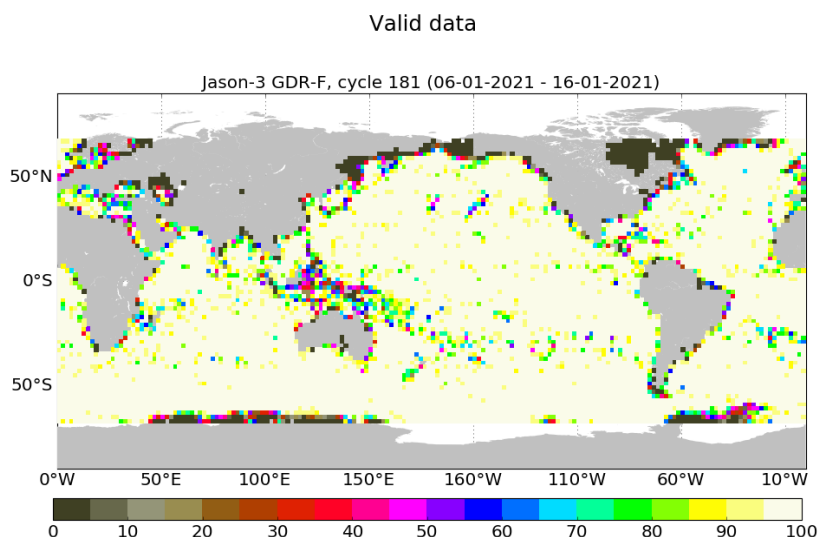 Valid data
Jason-3 GDR-F, cycle 181 (06-01-2021 - 16-01-2021)
50°N
0°S
50°S
0°W 50°E 100°E 150°E 160°W 110°W 60°W 10°W
0 10 20 30 40 50 60 70 80 90 100